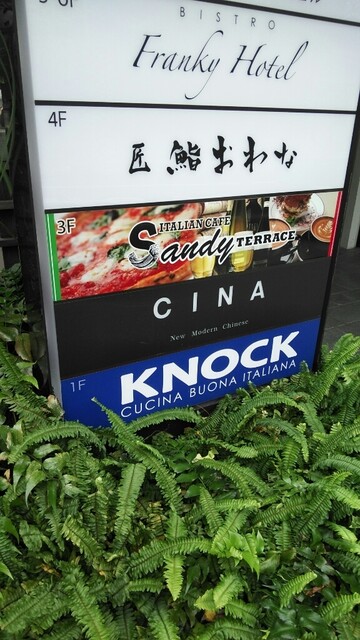 BISTRO
Franky Hotel
4F
匠 鮨 おわな
3F
ITALIAN CAFE
Sandy TERRACE
CINA
New Modern Chinese
1F
KNOCK
CUCINA BUONA ITALIANA